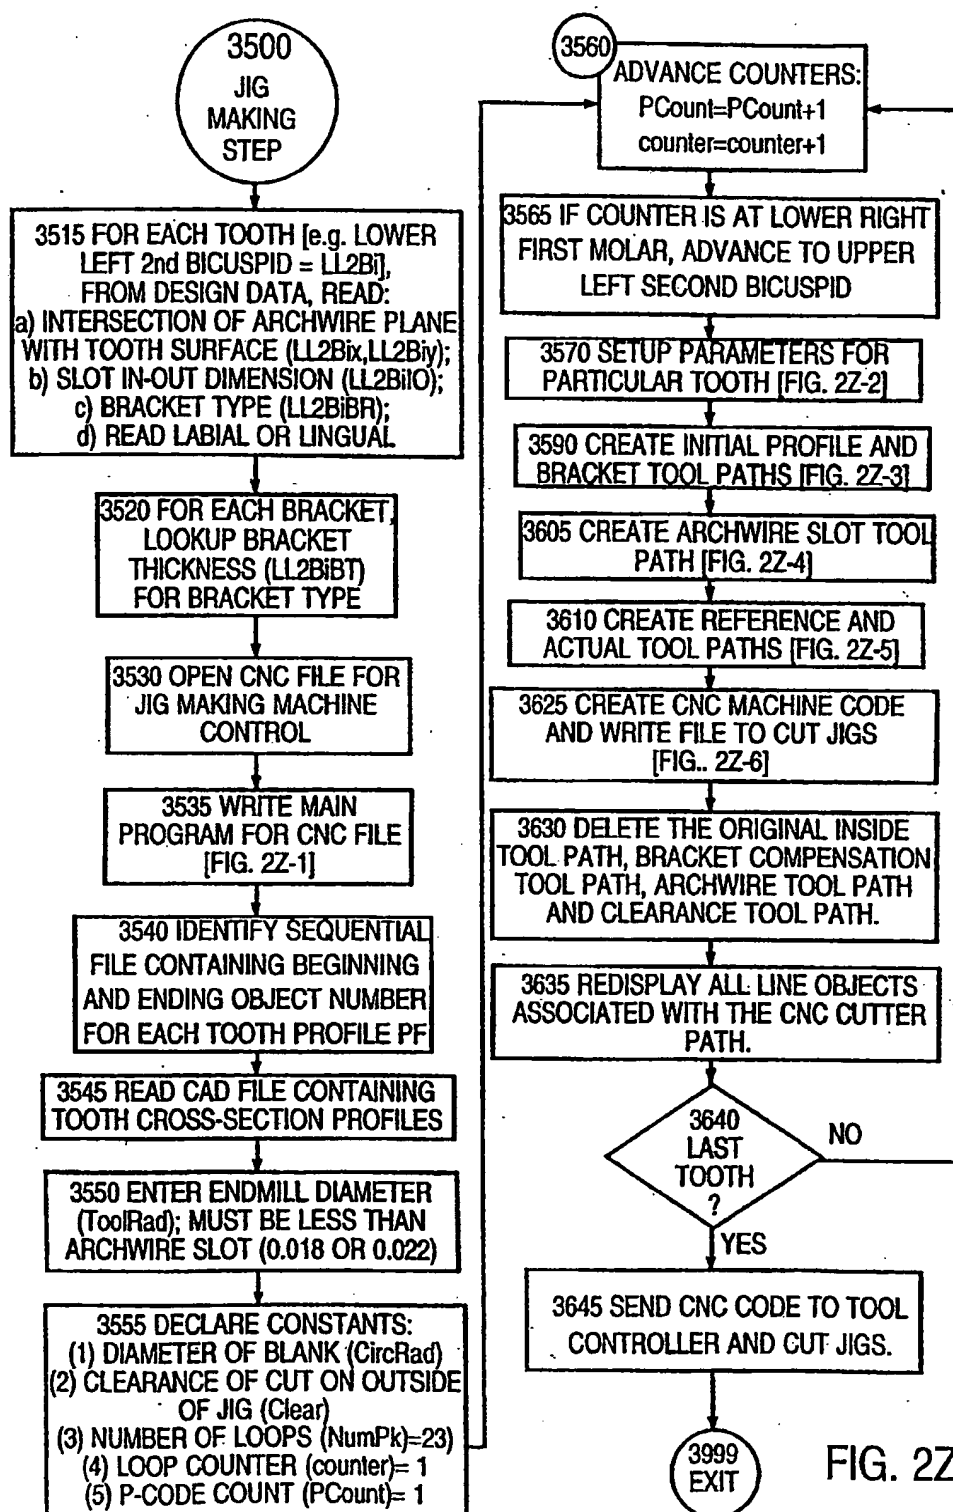 3500
JIG
MAKING
STEP
3515 FOR EACH TOOTH [e.g. LOWER
LEFT 2nd BICUSPID = LL2Bi],
FROM DESIGN DATA, READ:
a) INTERSECTION OF ARCHWIRE PLANE
WITH TOOTH SURFACE (LL2Bix,LL2Biy);
b) SLOT IN-OUT DIMENSION (LL2BiIO);
c) BRACKET TYPE (LL2BiBR);
d) READ LABIAL OR LINGUAL
3520 FOR EACH BRACKET,
LOOKUP BRACKET
THICKNESS (LL2BiBT)
FOR BRACKET TYPE
3530 OPEN CNC FILE FOR
JIG MAKING MACHINE
CONTROL
3535 WRITE MAIN
PROGRAM FOR CNC FILE
[FIG. 2Z-1]
3540 IDENTIFY SEQUENTIAL
FILE CONTAINING BEGINNING
AND ENDING OBJECT NUMBER
FOR EACH TOOTH PROFILE PF
3545 READ CAD FILE CONTAINING
TOOTH CROSS-SECTION PROFILES
3550 ENTER ENDMILL DIAMETER
(ToolRad); MUST BE LESS THAN
ARCHWIRE SLOT (0.018 OR 0.022)
3555 DECLARE CONSTANTS:
(1) DIAMETER OF BLANK (CircRad)
(2) CLEARANCE OF CUT ON OUTSIDE
OF JIG (Clear)
(3) NUMBER OF LOOPS (NumPk)=23)
(4) LOOP COUNTER (counter)= 1
(5) P-CODE COUNT (PCount)= 1
3560
ADVANCE COUNTERS:
PCount=PCount+1
counter=counter+1
3565 IF COUNTER IS AT LOWER RIGHT
FIRST MOLAR, ADVANCE TO UPPER
LEFT SECOND BICUSPID
3570 SETUP PARAMETERS FOR
PARTICULAR TOOTH [FIG. 2Z-2]
3590 CREATE INITIAL PROFILE AND
BRACKET TOOL PATHS [FIG. 2Z-3]
3605 CREATE ARCHWIRE SLOT TOOL
PATH [FIG. 2Z-4]
3610 CREATE REFERENCE AND
ACTUAL TOOL PATHS [FIG. 2Z-5]
3625 CREATE CNC MACHINE CODE
AND WRITE FILE TO CUT JIGS
[FIG.. 2Z-6]
3630 DELETE THE ORIGINAL INSIDE
TOOL PATH, BRACKET COMPENSATION
TOOL PATH, ARCHWIRE TOOL PATH
AND CLEARANCE TOOL PATH.
3635 REDISPLAY ALL LINE OBJECTS
ASSOCIATED WITH THE CNC CUTTER
PATH.
3640
LAST
TOOTH
?
NO
YES
3645 SEND CNC CODE TO TOOL
CONTROLLER AND CUT JIGS.
3999
EXIT
FIG. 2Z